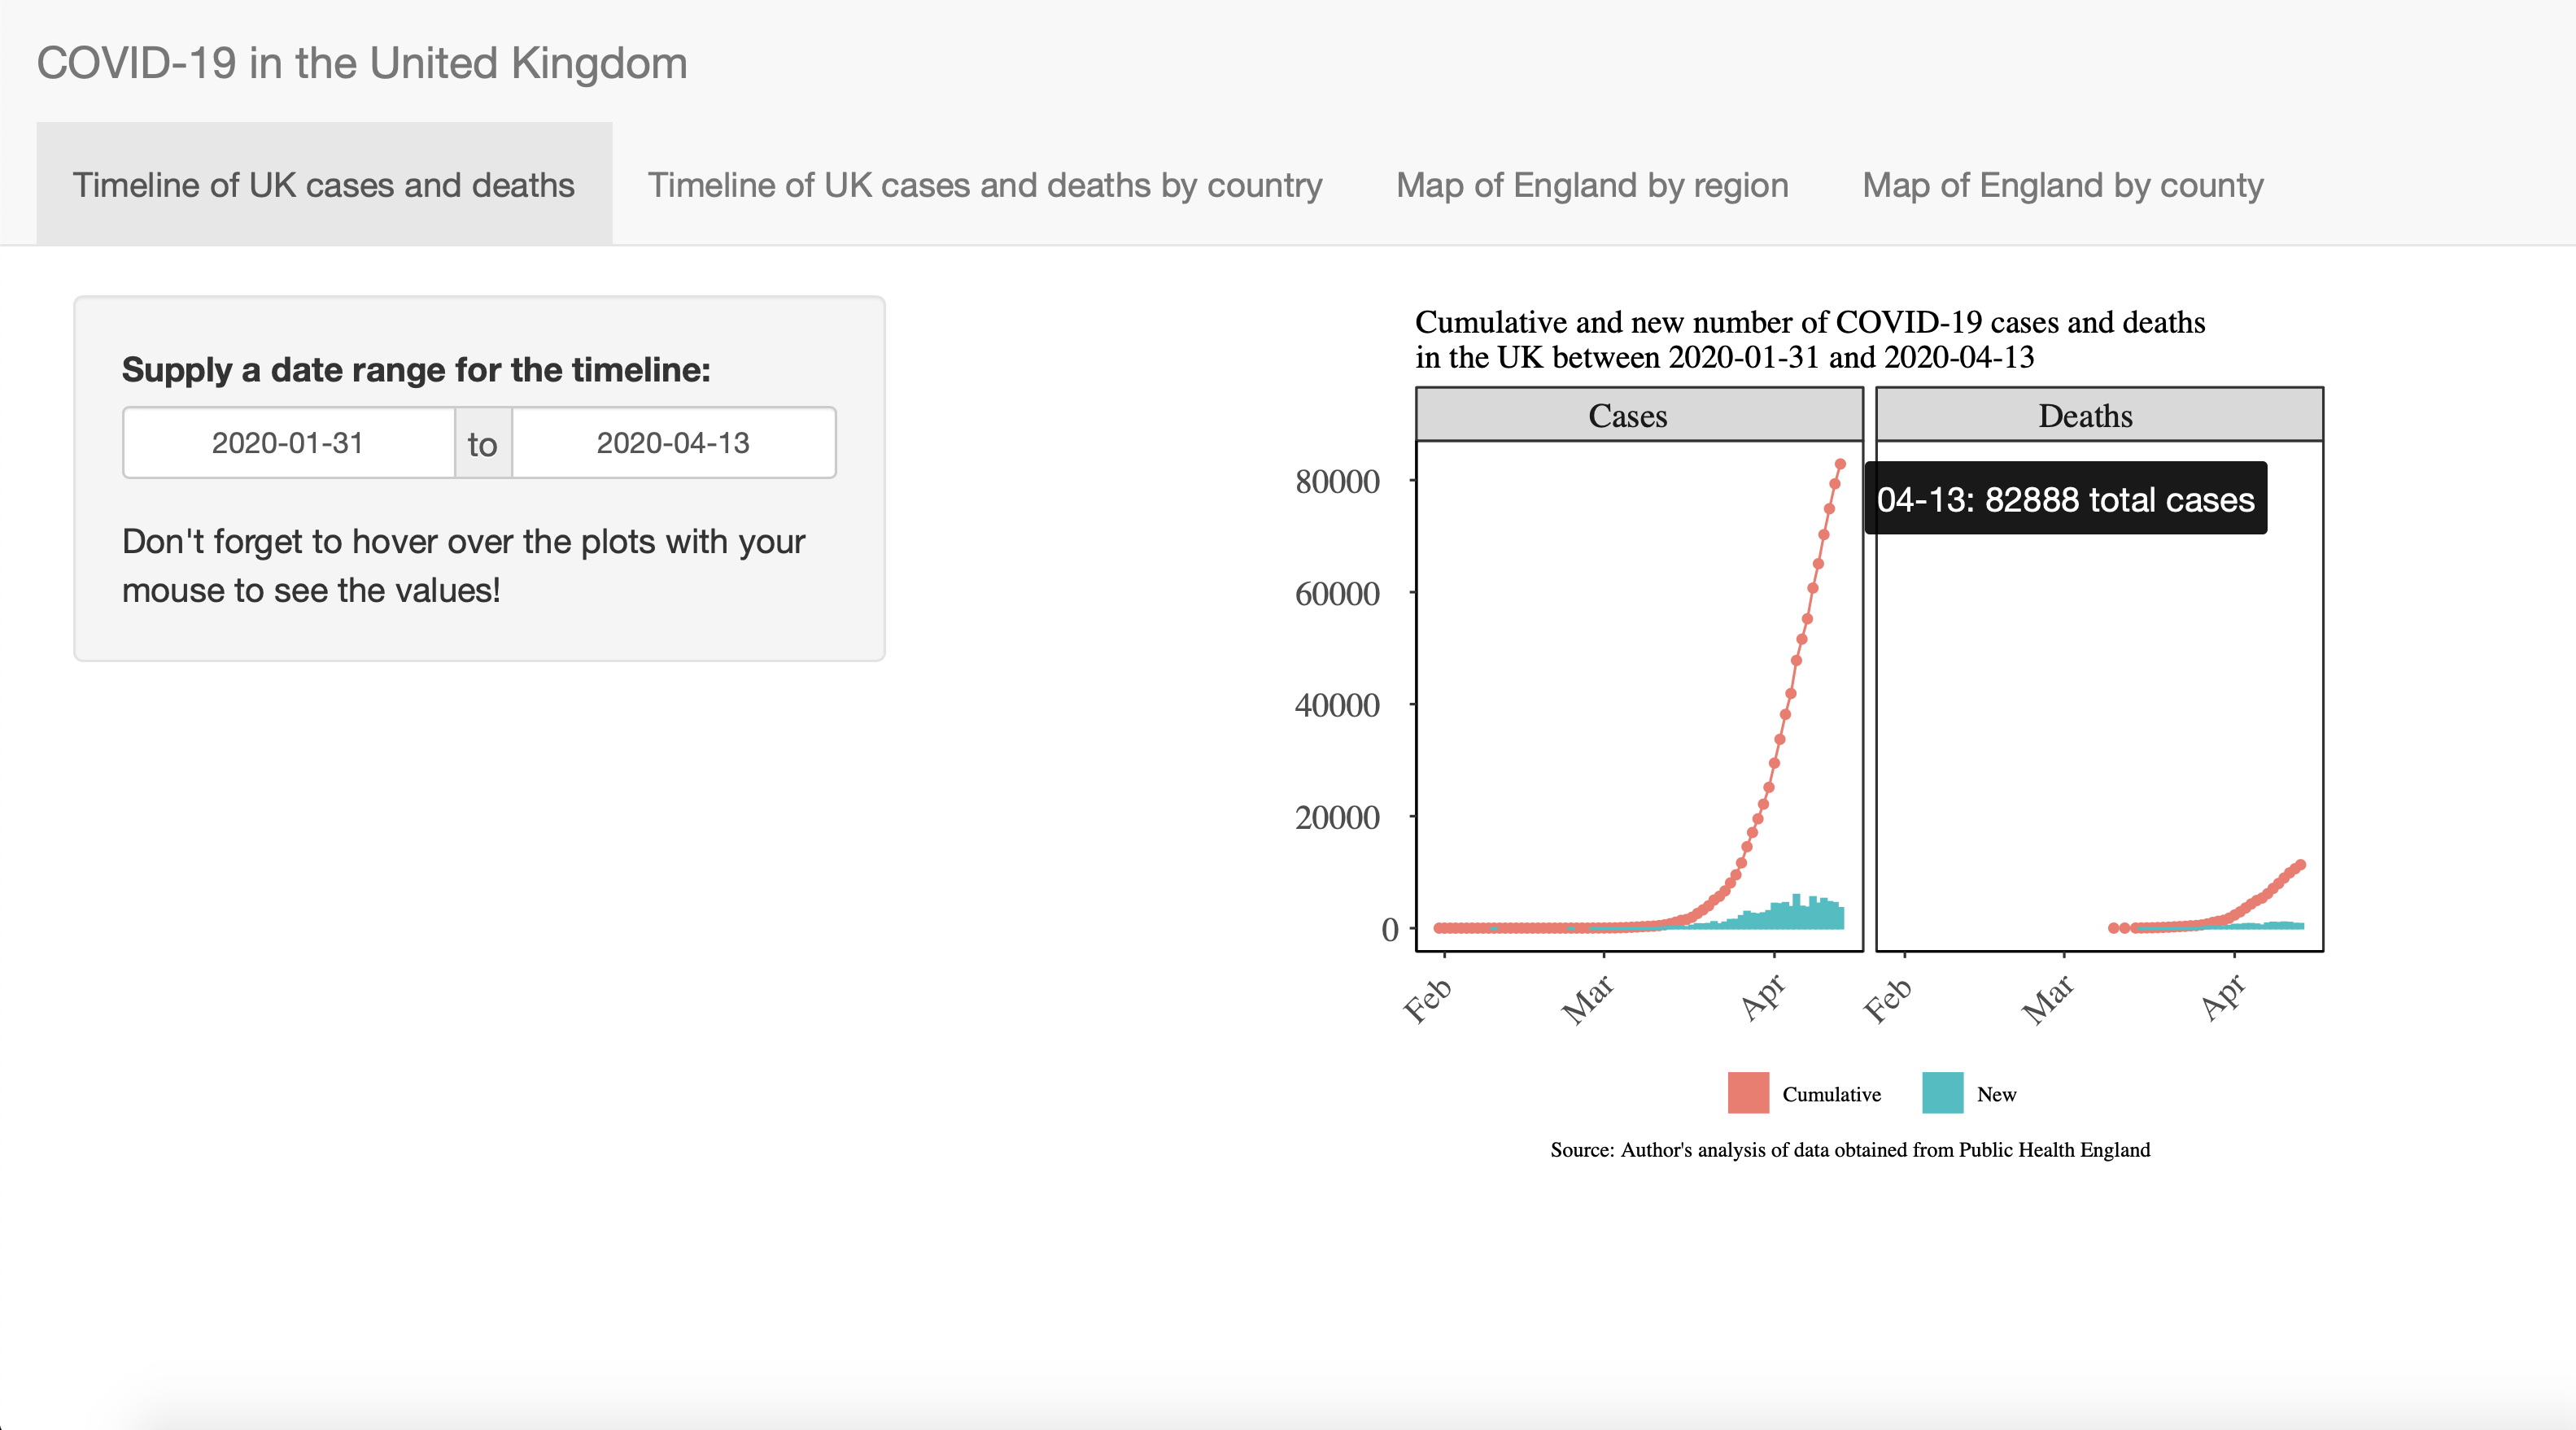 COVID-19 in the United Kingdom
Timeline of UK cases and deaths
Timeline of UK cases and deaths by country
Map of England by region
Map of England by county
Supply a date range for the timeline:
2020-01-31 to 2020-04-13
Don't forget to hover over the plots with your
mouse to see the values!
Cumulative and new number of COVID-19 cases and deaths
in the UK between 2020-01-31 and 2020-04-13
Cases
Deaths
04-13: 82888 total cases
80000
60000
40000
20000
0
Feb
Mar
Apr
Feb
Mar
Apr
Cumulative
New
Source: Author's analysis of data obtained from Public Health England